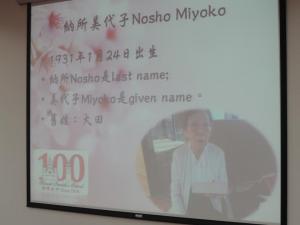 納所美代子Nosho Miyoko
1931年1月24日出生
納所Nosho是last name;
美代子Miyoko是given name。
舊姓:大田
100